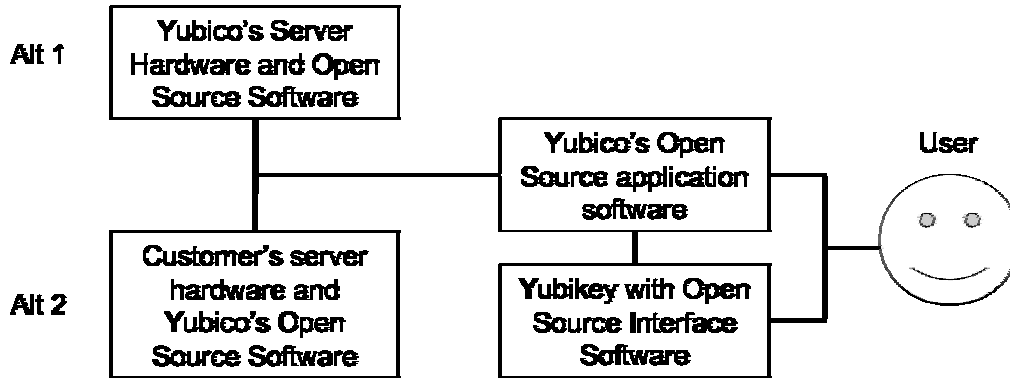 Alt 1
Yubico's Server
Hardware and Open
Source Software
Yubico's Open
Source application
software
User
Alt 2
Customer's server
hardware and
Yubico's Open
Source Software
Yubikey with Open
Source Interface
Software